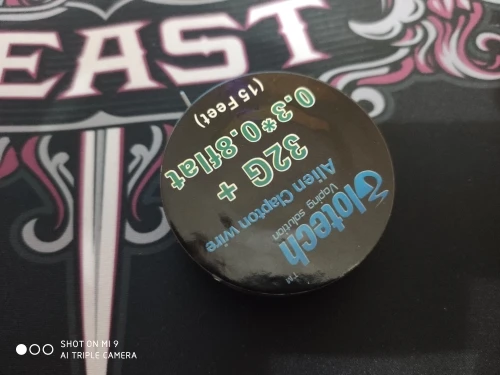 EAST
Glotech
TM
Vaping solution
Alien Clapton wire
32G +
0.3*0.8flat
(15 Feet)
SHOT ON MI 9
AI TRIPLE CAMERA